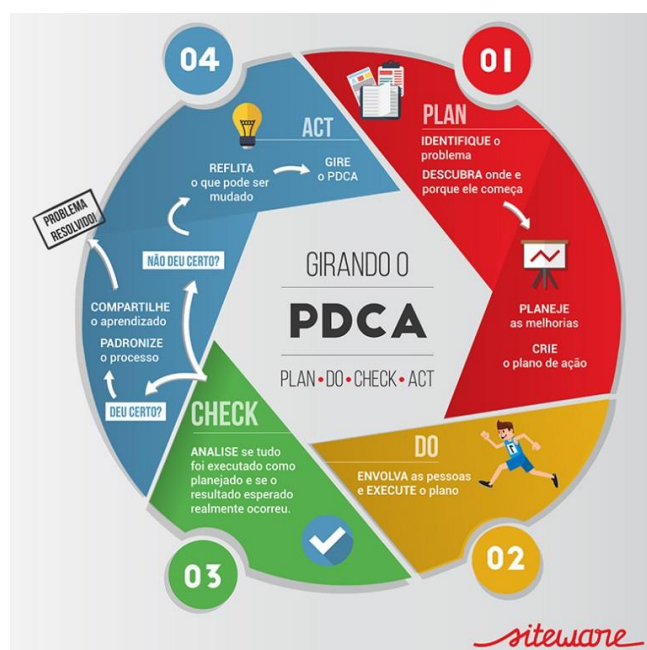 GIRANDO O
PDCA
PLAN•DO•CHECK•ACT
01
PLAN
IDENTIFIQUE o
problema
DESCUBRA onde e
porque ele começa
PLANEJE
as melhorias
CRIE
o plano de ação
DO
ENVOLVA as pessoas
e EXECUTE o plano
02
CHECK
ANALISE se tudo
foi executado como
planejado e se o
resultado esperado
realmente ocorreu.
03
04
ACT
DEU CERTO?
PADRONIZE
o processo
COMPARTILHE
o aprendizado
PROBLEMA
RESOLVIDO!
NÃO DEU CERTO?
REFLITA
o que pode ser
mudado
GIRE
o PDCA
siteware